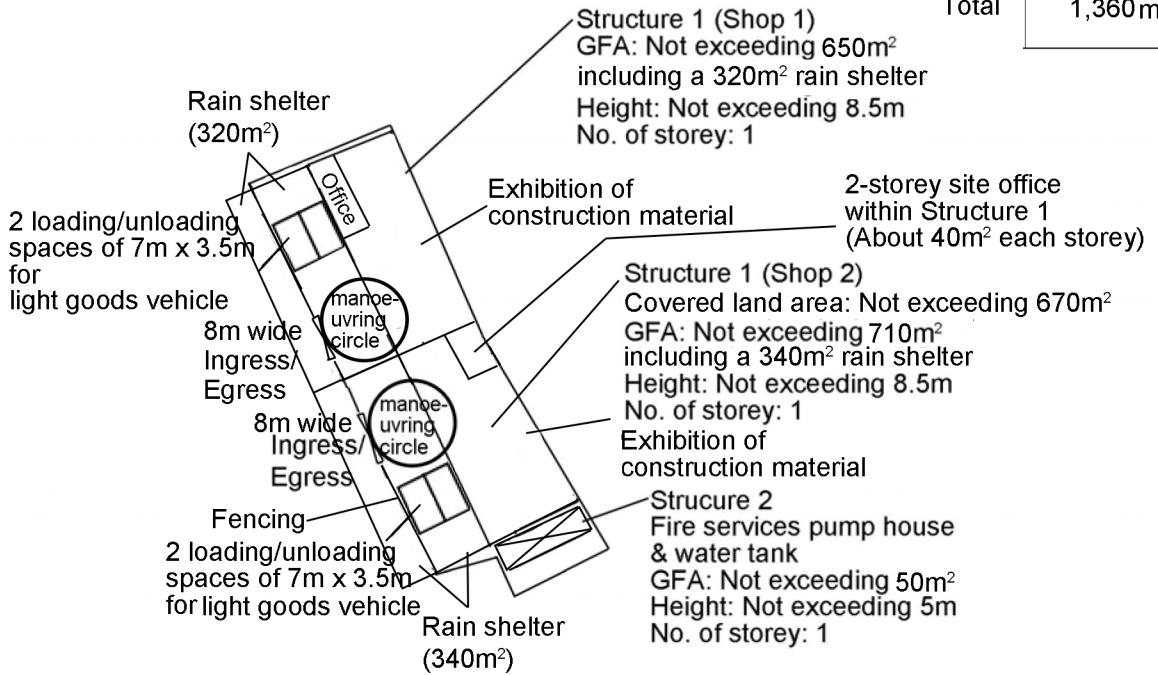 Total 1,360m
Structure 1 (Shop 1)
GFA: Not exceeding 650m²
including a 320m² rain shelter
Height: Not exceeding 8.5m
No. of storey: 1
Rain shelter
(320m²)
Office
Exhibition of
construction material
2-storey site office
within Structure 1
(About 40m² each storey)
2 loading/unloading
spaces of 7m x 3.5m
for
light goods vehicle
manoe-
uvring
circle
8m wide
Ingress/
Egress
Structure 1 (Shop 2)
Covered land area: Not exceeding 670m²
GFA: Not exceeding 710m²
including a 340m² rain shelter
Height: Not exceeding 8.5m
No. of storey: 1
manoe-
uvring
circle
8m wide
Ingress/
Egress
Exhibition of
construction material
Fencing
2 loading/unloading
spaces of 7m x 3.5m
for light goods vehicle
Strucure 2
Fire services pump house
& water tank
GFA: Not exceeding 50m²
Height: Not exceeding 5m
No. of storey: 1
Rain shelter
(340m²)